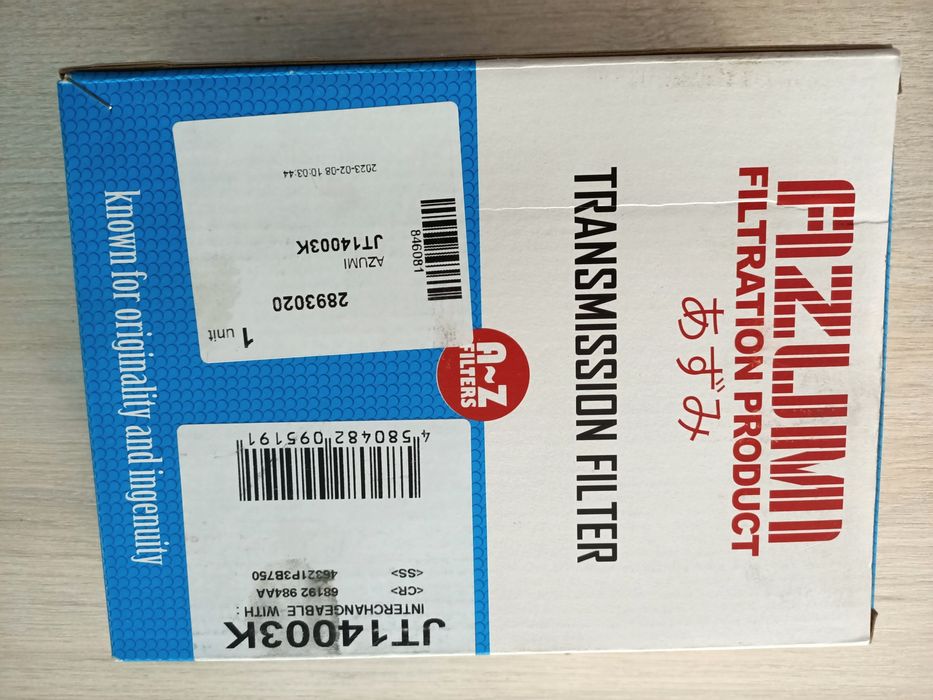 AZUMI
FILTRATION PRODUCT
あずみ
TRANSMISSION FILTER
A~Z
FILTERS
known for originality and ingenuity
2023-02-08 10:03:44
846081
JT14003K
AZUMI
2893020
1 unit
JT14003K
INTERCHANGEABLE WITH :
<CR> 68192 984AA
<SS> 46321P3B750
4 580482 095191